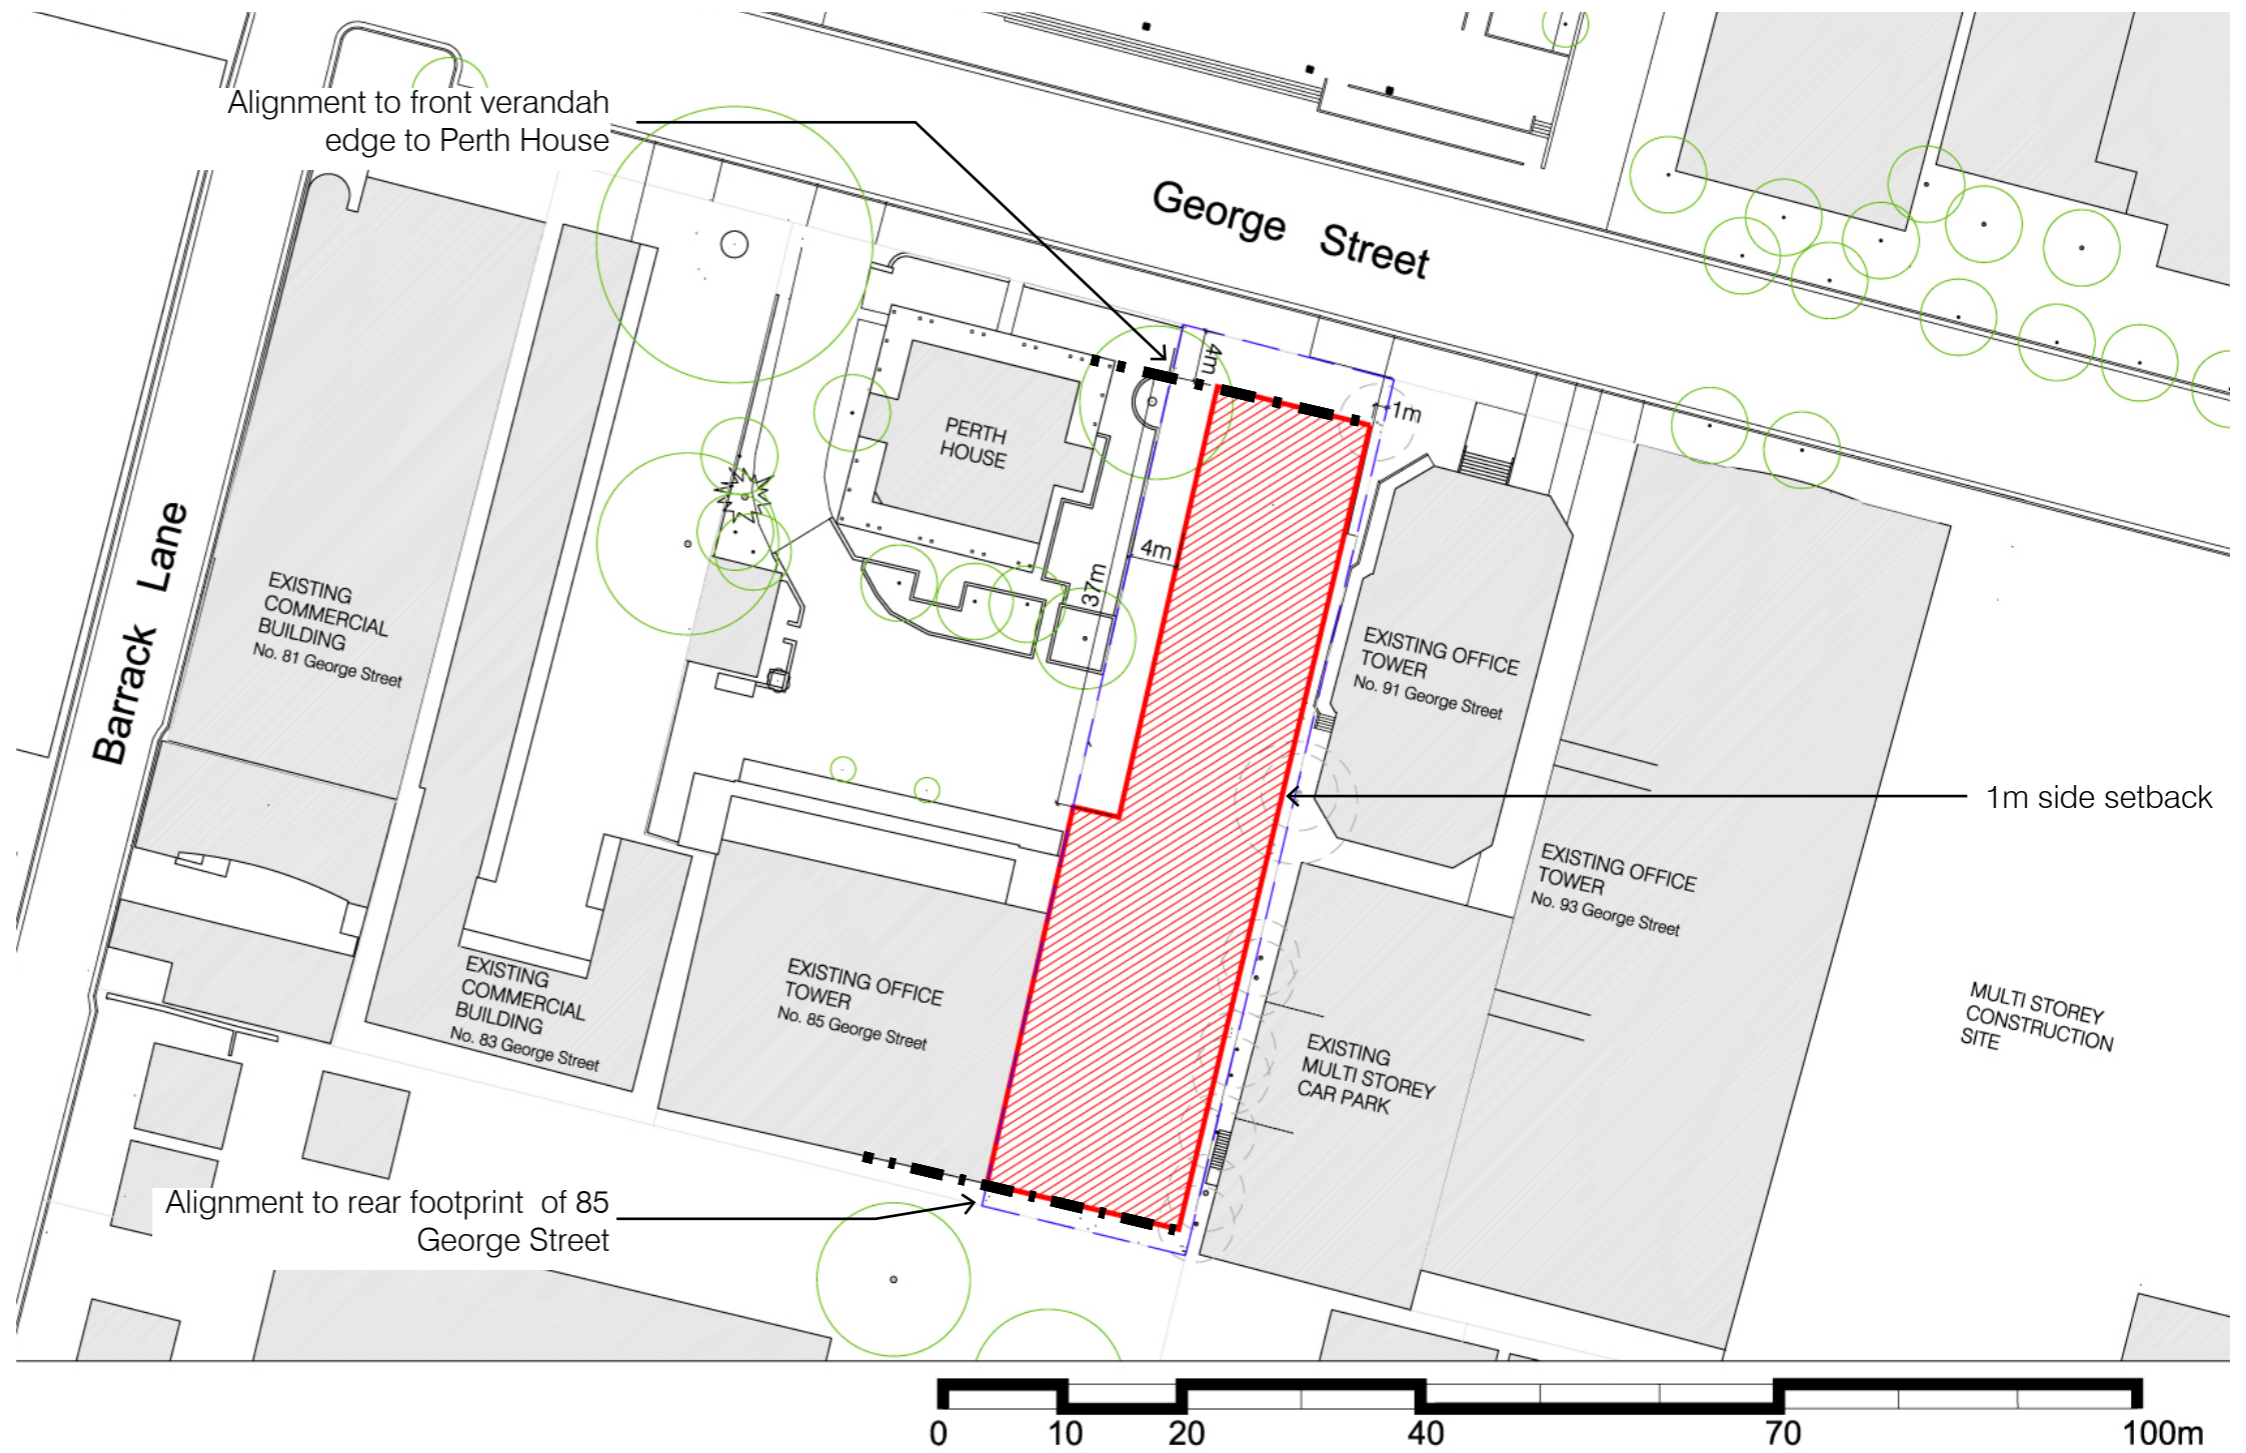 Alignment to front verandah
edge to Perth House
George Street
4m
1m
PERTH
HOUSE
4m
37m
Barrack Lane
EXISTING
COMMERCIAL
BUILDING
No. 81 George Street
EXISTING OFFICE
TOWER
No. 91 George Street
1m side setback
EXISTING OFFICE
TOWER
No. 93 George Street
EXISTING
COMMERCIAL
BUILDING
No. 83 George Street
EXISTING OFFICE
TOWER
No. 85 George Street
MULTI STOREY
CONSTRUCTION
SITE
EXISTING
MULTI STOREY
CAR PARK
Alignment to rear footprint of 85
George Street
0 10 20 40 70 100m